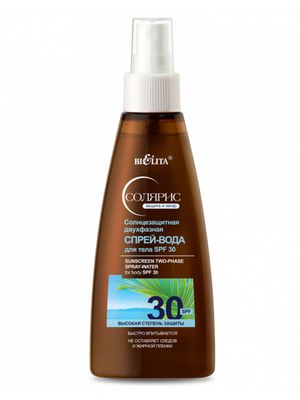 BIELITA
СОЛЯРИС
защита и загар
Солнцезащитная
двухфазная
СПРЕЙ-ВОДА
для тела SPF 30
SUNSCREEN TWO-PHASE
SPRAY-WATER
for body SPF 30
30 SPF
ВЫСОКАЯ СТЕПЕНЬ ЗАЩИТЫ
БЫСТРО ВПИТЫВАЕТСЯ
НЕ ОСТАВЛЯЕТ СЛЕДОВ
И ЖИРНОЙ ПЛЕНКИ